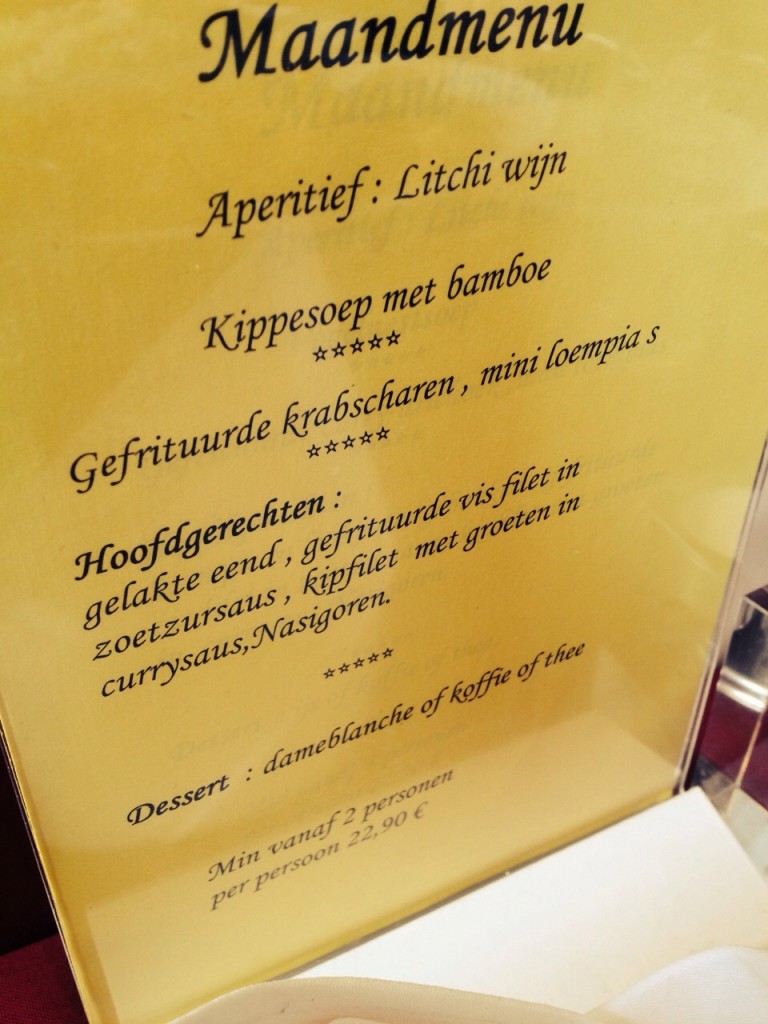 Maandmenu
Aperitief : Litchi wijn
Kippesoep met bamboe
☆☆☆☆☆
Gefrituurde krabscharen , mini loempia s
☆☆☆☆☆
Hoofdgerechten :
gelakte eend , gefrituurde vis filet in
zoetzursaus , kipfilet met groeten in
currysaus,Nasigoren.
☆☆☆☆☆
Dessert : dameblanche of koffie of thee
Min vanaf 2 personen
per persoon 22,90 €